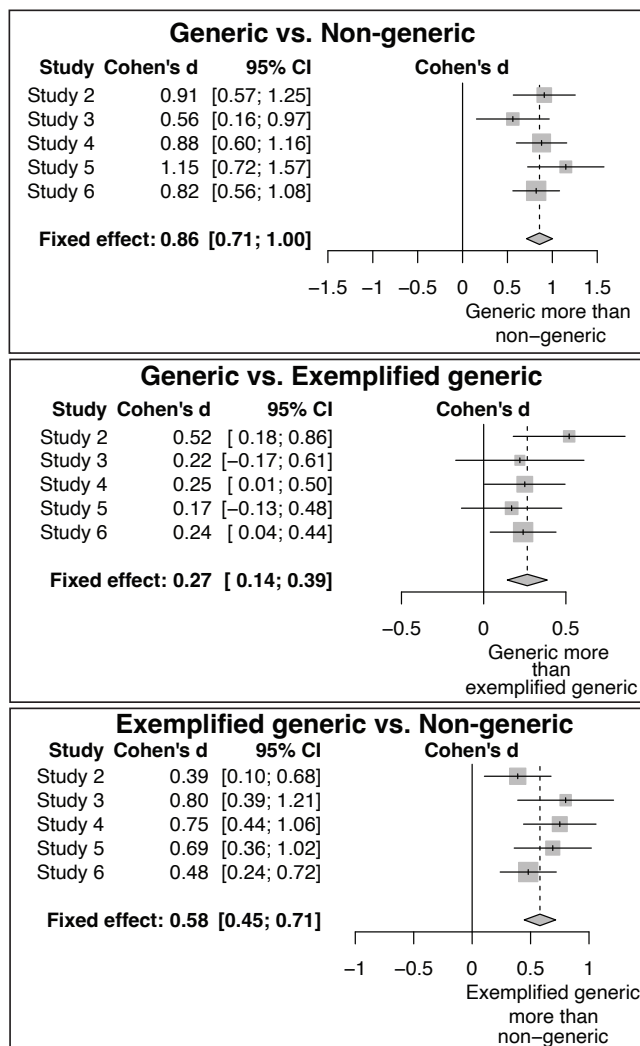 Generic vs. Non-generic
Study Cohen's d 95% CI Cohen's d
Study 2 0.91 [0.57; 1.25]
Study 3 0.56 [0.16; 0.97]
Study 4 0.88 [0.60; 1.16]
Study 5 1.15 [0.72; 1.57]
Study 6 0.82 [0.56; 1.08]
Fixed effect: 0.86 [0.71; 1.00]
−1.5 −1 −0.5 0 0.5 1 1.5
Generic more than
non−generic
Generic vs. Exemplified generic
Study Cohen's d 95% CI Cohen's d
Study 2 0.52 [ 0.18; 0.86]
Study 3 0.22 [−0.17; 0.61]
Study 4 0.25 [ 0.01; 0.50]
Study 5 0.17 [−0.13; 0.48]
Study 6 0.24 [ 0.04; 0.44]
Fixed effect: 0.27 [ 0.14; 0.39]
−0.5 0 0.5
Generic more
than
exemplified generic
Exemplified generic vs. Non-generic
Study Cohen's d 95% CI Cohen's d
Study 2 0.39 [0.10; 0.68]
Study 3 0.80 [0.39; 1.21]
Study 4 0.75 [0.44; 1.06]
Study 5 0.69 [0.36; 1.02]
Study 6 0.48 [0.24; 0.72]
Fixed effect: 0.58 [0.45; 0.71]
−1 −0.5 0 0.5 1
Exemplified generic
more than
non−generic